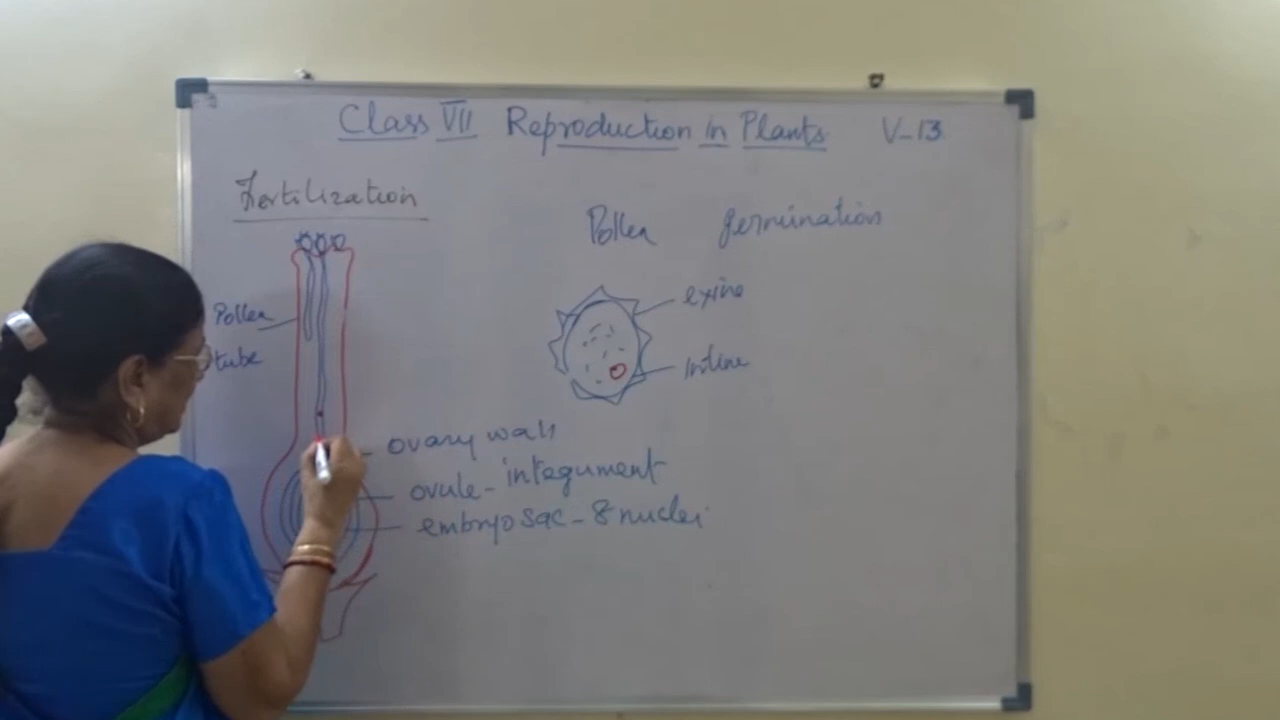 Class VII Reproduction in Plants V-13
Fertilization
Pollen germination
exine
Pollen
tube
intine
ovary wall
ovule - integument
embryo sac - 8 nuclei